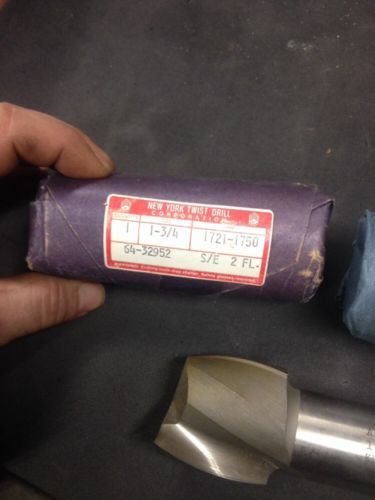 NEW YORK TWIST DRILL
CORPORATION
1 1-3/4 1721-1750
64-32952 S/E 2 FL.